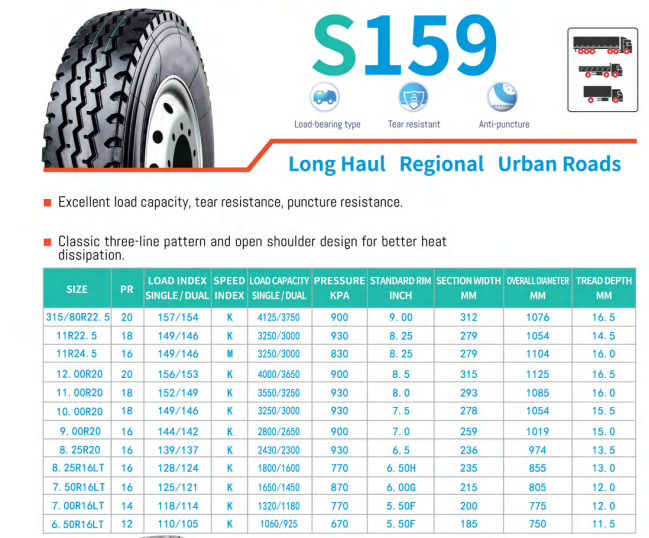 S159
Load-bearing type Tear resistant Anti-puncture
Long Haul Regional Urban Roads
Excellent load capacity, tear resistance, puncture resistance.
Classic three-line pattern and open shoulder design for better heat
dissipation.
SIZE PR LOAD INDEX SINGLE / DUAL SPEED INDEX LOAD CAPACITY SINGLE / DUAL PRESSURE KPA STANDARD RIM INCH SECTION WIDTH MM OVERALL DIAMETER MM TREAD DEPTH MM
315/80R22.5 20 157/154 K 4125/3750 900 9.00 312 1076 16.5
11R22.5 18 149/146 K 3250/3000 930 8.25 279 1054 14.5
11R24.5 16 149/146 M 3250/3000 830 8.25 279 1104 16.0
12.00R20 20 156/153 K 4000/3650 900 8.5 315 1125 16.5
11.00R20 18 152/149 K 3550/3250 930 8.0 293 1085 16.0
10.00R20 18 149/146 K 3250/3000 930 7.5 278 1054 15.5
9.00R20 16 144/142 K 2800/2650 900 7.0 259 1019 15.0
8.25R20 16 139/137 K 2430/2300 930 6.5 236 974 13.5
8.25R16LT 16 128/124 K 1800/1600 770 6.50H 235 855 13.0
7.50R16LT 16 125/121 K 1650/1450 870 6.00G 215 805 12.0
7.00R16LT 14 118/114 K 1320/1180 770 5.50F 200 775 12.0
6.50R16LT 12 110/105 K 1060/925 670 5.50F 185 750 11.5